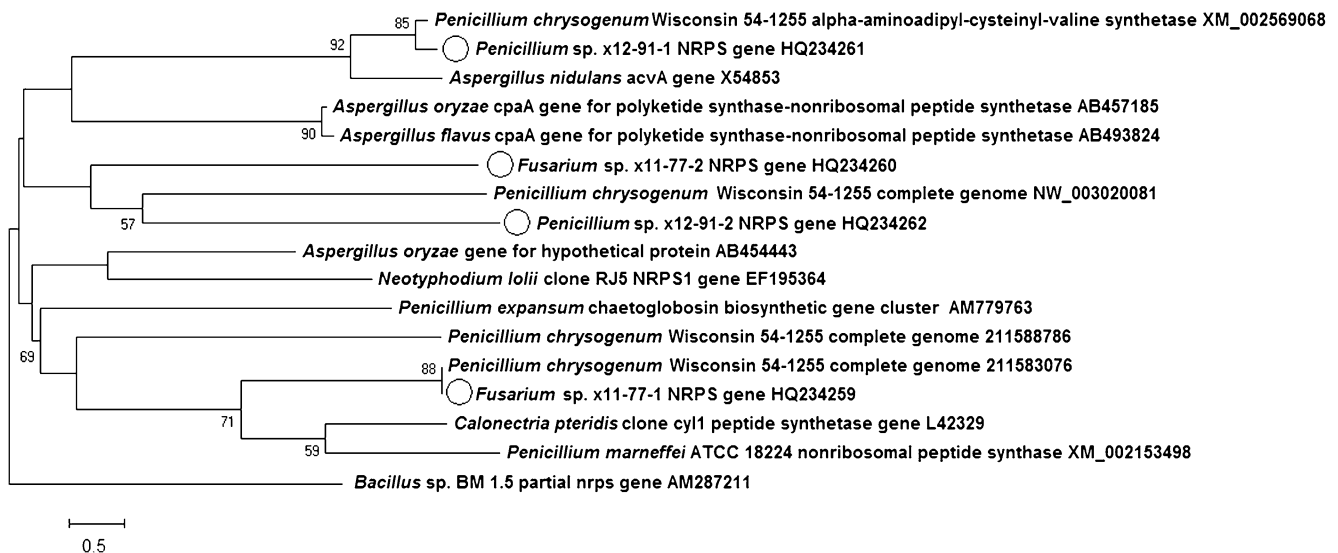 85 Penicillium chrysogenum Wisconsin 54-1255 alpha-aminoadipyl-cysteinyl-valine synthetase XM_002569068
92 Penicillium sp. x12-91-1 NRPS gene HQ234261
Aspergillus nidulans acvA gene X54853
Aspergillus oryzae cpaA gene for polyketide synthase-nonribosomal peptide synthetase AB457185
90 Aspergillus flavus cpaA gene for polyketide synthase-nonribosomal peptide synthetase AB493824
Fusarium sp. x11-77-2 NRPS gene HQ234260
Penicillium chrysogenum Wisconsin 54-1255 complete genome NW_003020081
57 Penicillium sp. x12-91-2 NRPS gene HQ234262
Aspergillus oryzae gene for hypothetical protein AB454443
Neotyphodium lolii clone RJ5 NRPS1 gene EF195364
Penicillium expansum chaetoglobosin biosynthetic gene cluster AM779763
Penicillium chrysogenum Wisconsin 54-1255 complete genome 211588786
69
88 Penicillium chrysogenum Wisconsin 54-1255 complete genome 211583076
Fusarium sp. x11-77-1 NRPS gene HQ234259
71 Calonectria pteridis clone cyl1 peptide synthetase gene L42329
59 Penicillium marneffei ATCC 18224 nonribosomal peptide synthase XM_002153498
Bacillus sp. BM 1.5 partial nrps gene AM287211
0.5